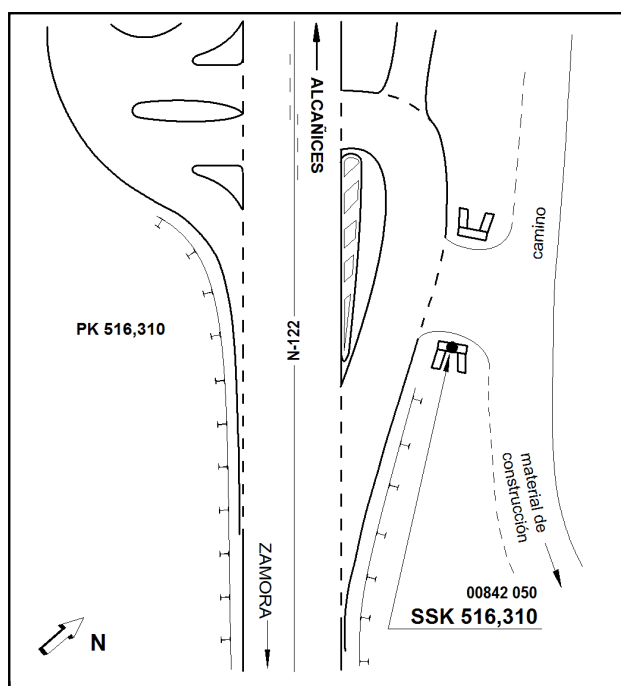 ALCAÑICES
camino
N-122
PK 516,310
material de
construcción
ZAMORA
00842 050
SSK 516,310
N